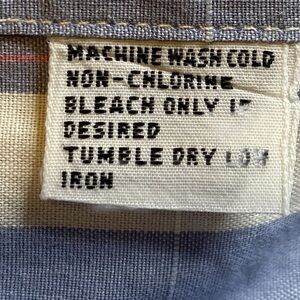 MACHINE WASH COLD
NON-CHLORINE
BLEACH ONLY IF
DESIRED
TUMBLE DRY LOW
IRON